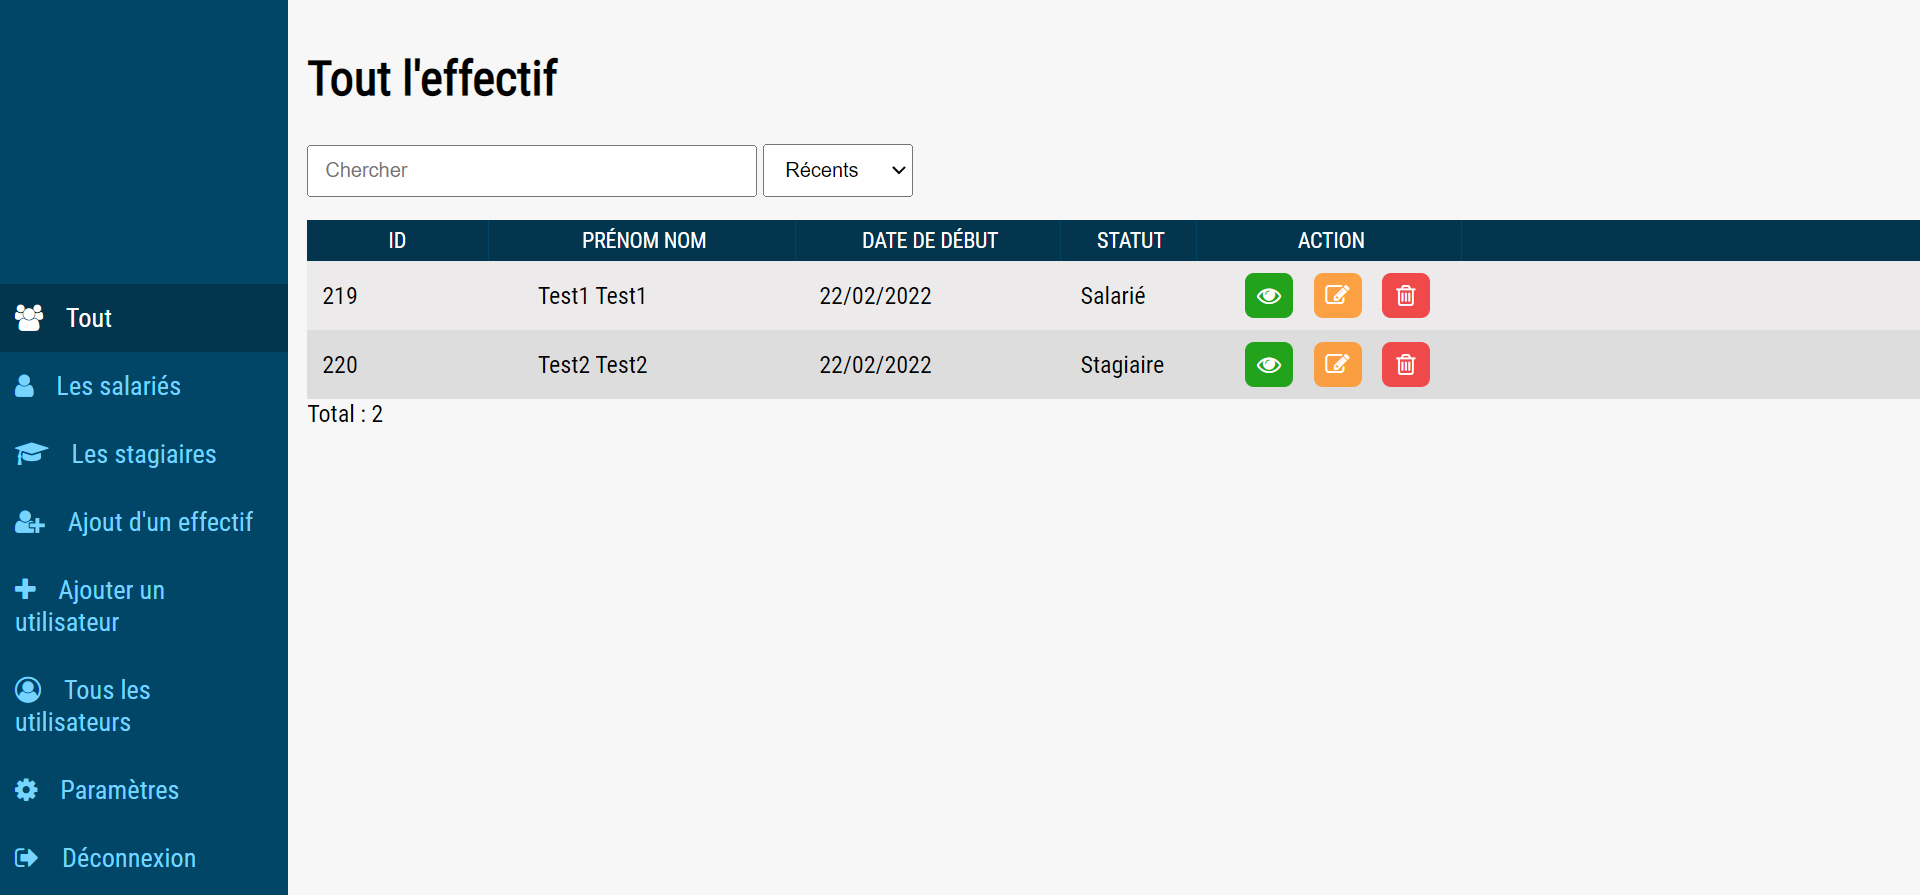 Tout
Les salariés
Les stagiaires
Ajout d'un effectif
Ajouter un
utilisateur
Tous les
utilisateurs
Paramètres
Déconnexion
Tout l'effectif
Chercher Récents
ID PRÉNOM NOM DATE DE DÉBUT STATUT ACTION
219 Test1 Test1 22/02/2022 Salarié
220 Test2 Test2 22/02/2022 Stagiaire
Total : 2